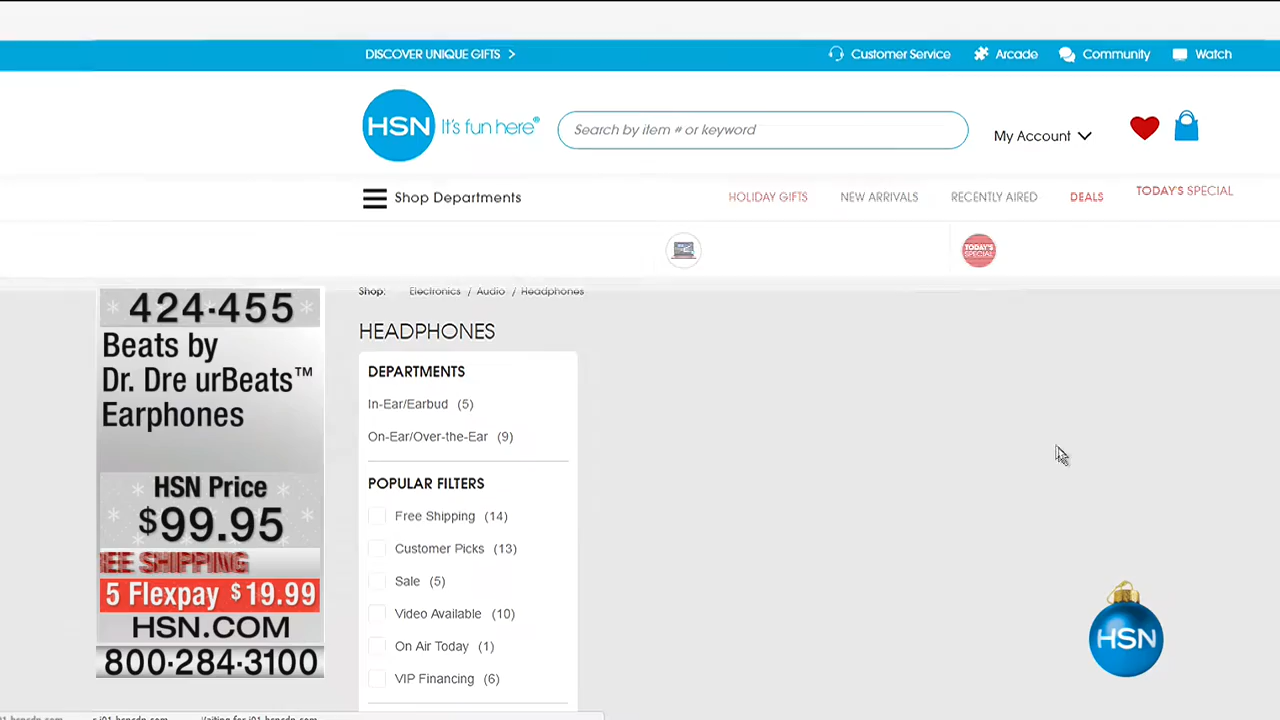 DISCOVER UNIQUE GIFTS
Customer Service
Arcade
Community
Watch
HSN It's fun here®
Search by item # or keyword
My Account
Shop Departments
HOLIDAY GIFTS
NEW ARRIVALS
RECENTLY AIRED
DEALS
TODAY'S SPECIAL
TODAY'S
SPECIAL
Shop: Electronics / Audio / Headphones
HEADPHONES
DEPARTMENTS
In-Ear/Earbud (5)
On-Ear/Over-the-Ear (9)
POPULAR FILTERS
Free Shipping (14)
Customer Picks (13)
Sale (5)
Video Available (10)
On Air Today (1)
VIP Financing (6)
424-455
Beats by
Dr. Dre urBeats™
Earphones
HSN Price
$99.95
EE SHIPPING
5 Flexpay $19.99
HSN.COM
800-284-3100
HSN